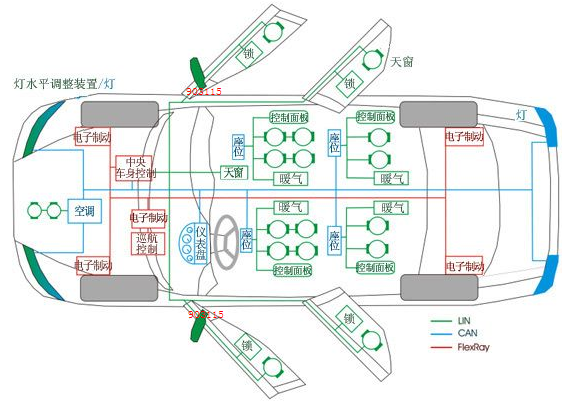 锁
锁
天窗
灯水平调整装置/灯
903115
灯
控制面板
控制面板
电子制动
电子制动
座位
座位
中央
车身控制
天窗
暖气
暖气
空调
电子制动
仪表盘
座位
座位
暖气
暖气
巡航
控制
电子制动
控制面板
控制面板
电子制动
903115
锁
锁
LIN
CAN
FlexRay